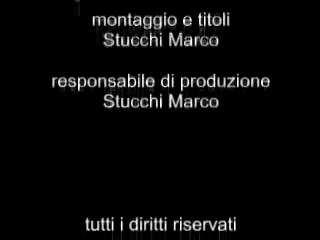 montaggio e titoli
Stucchi Marco
responsabile di produzione
Stucchi Marco
tutti i diritti riservati